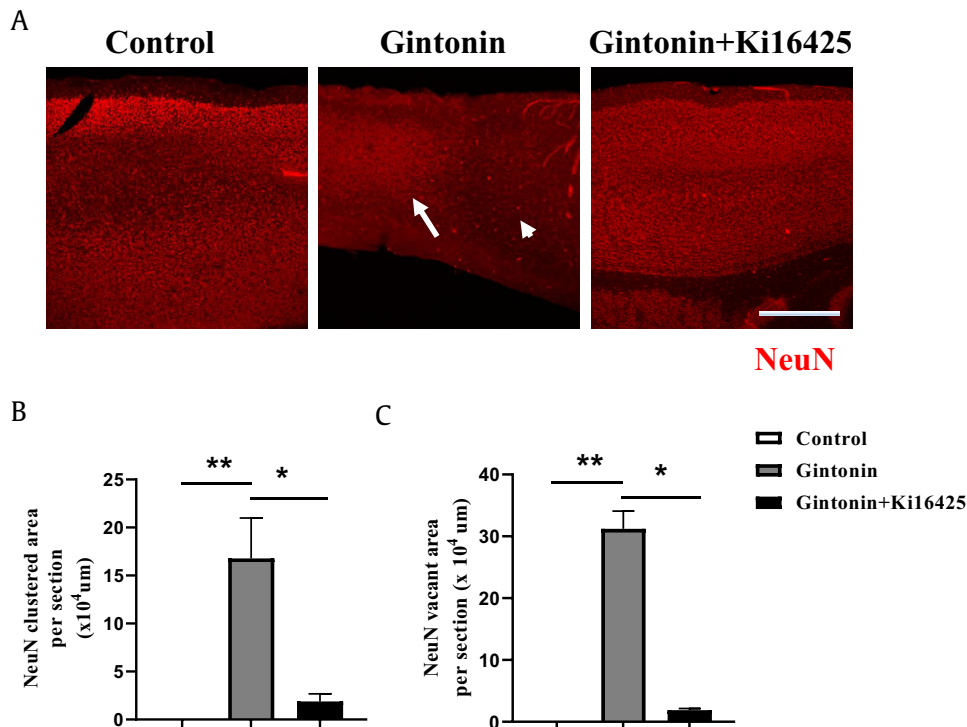 A
Control Gintonin Gintonin+Ki16425
NeuN
B
NeuN clustered area
per section
(x10⁴um)
25
20
15
10
5
0
** *
C
NeuN vacant area
per section (x 10⁴ um)
40
30
20
10
0
** *
Control
Gintonin
Gintonin+Ki16425